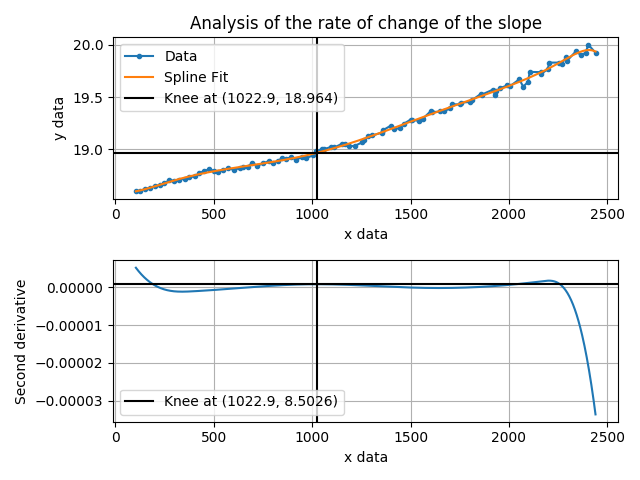 Analysis of the rate of change of the slope
20.0
19.5
19.0
y data
Data
Spline Fit
Knee at (1022.9, 18.964)
0 500 1000 1500 2000 2500
x data
0.00000
−0.00001
−0.00002
−0.00003
Second derivative
Knee at (1022.9, 8.5026)
0 500 1000 1500 2000 2500
x data